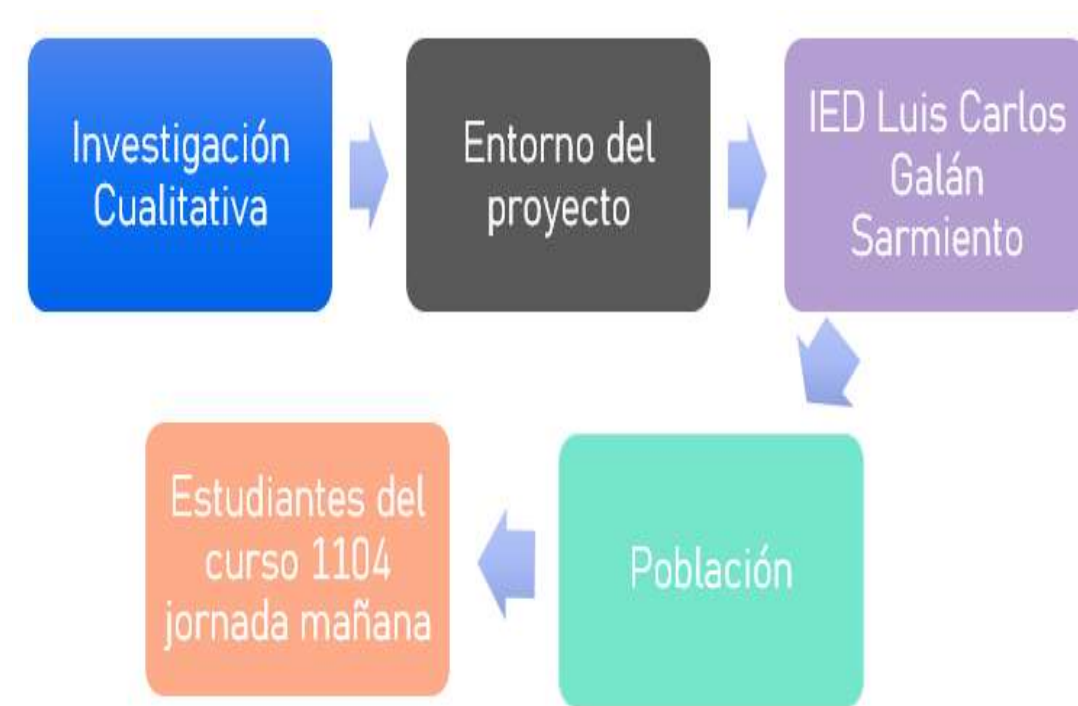 Investigación
Cualitativa
Entorno del
proyecto
IED Luis Carlos
Galán
Sarmiento
Población
Estudiantes del
curso 1104
jornada mañana